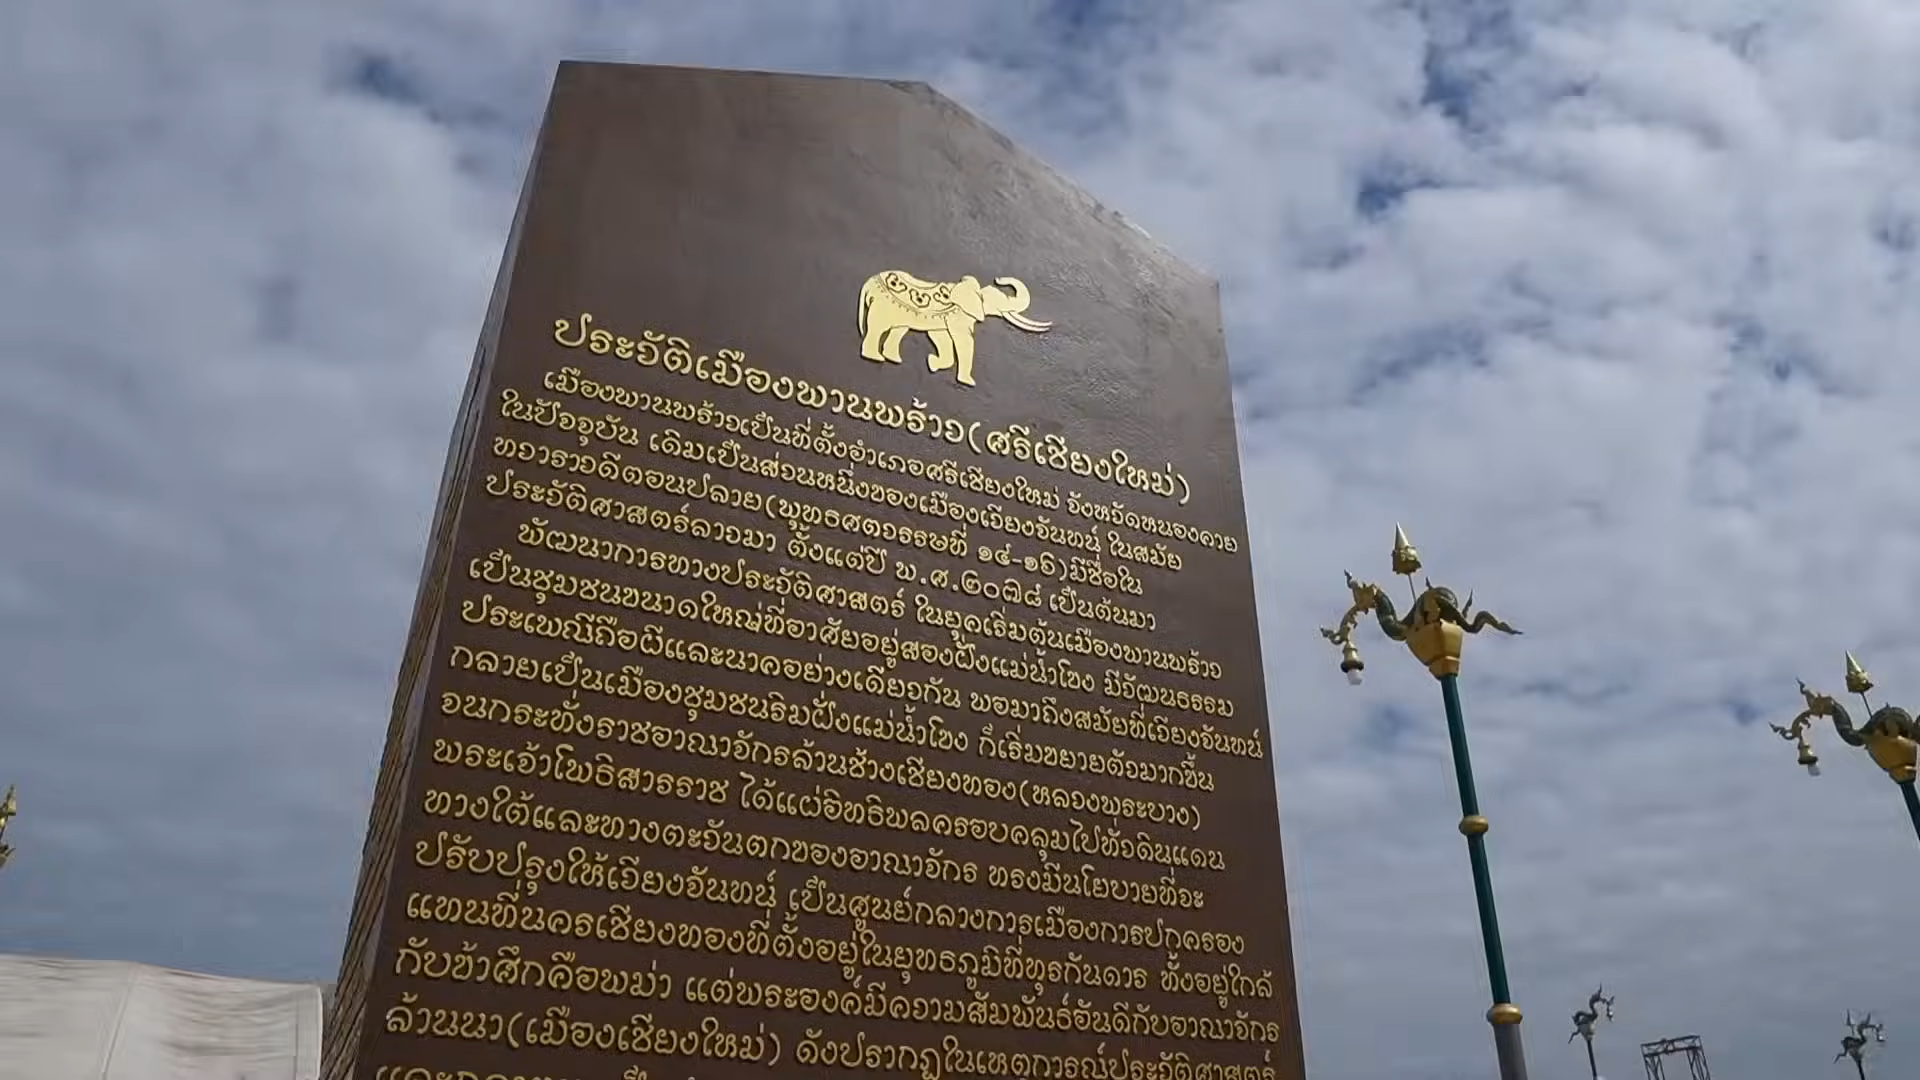 ประวัติเมืองพานพร้าว(ศรีเชียงใหม่)
เมืองพานพร้าวเป็นที่ตั้งอำเภอศรีเชียงใหม่ จังหวัดหนองคาย
ในปัจจุบัน เดิมเป็นส่วนหนึ่งของเมืองเวียงจันทน์ ในสมัย
ทวาราวดีตอนปลาย(พุทธศตวรรษที่ ๑๔-๑๖)มีชื่อใน
ประวัติศาสตร์ลาวมา ตั้งแต่ปี พ.ศ.๒๐๗๘ เป็นต้นมา
พัฒนาการทางประวัติศาสตร์ ในยุคเริ่มต้นเมืองพานพร้าว
เป็นชุมชนขนาดใหญ่ที่อาศัยอยู่สองฝั่งแม่น้ำโขง มีวัฒนธรรม
ประเพณีถือผีและนาคอย่างเดียวกัน พอมาถึงสมัยที่เวียงจันทน์
กลายเป็นเมืองชุมชนริมฝั่งแม่น้ำโขง ก็เริ่มขยายตัวมากขึ้น
จนกระทั่งราชอาณาจักรล้านช้างเชียงทอง(หลวงพระบาง)
พระเจ้าโพธิสารราช ได้แผ่อิทธิพลครอบคลุมไปทั่วดินแดน
ทางใต้และทางตะวันตกของอาณาจักร ทรงมีนโยบายที่จะ
ปรับปรุงให้เวียงจันทน์ เป็นศูนย์กลางการเมืองการปกครอง
แทนที่นครเชียงทองที่ตั้งอยู่ในยุทธภูมิที่ทุรกันดาร ทั้งอยู่ใกล้
กับข้าศึกคือพม่า แต่พระองค์มีความสัมพันธ์อันดีกับอาณาจักร
ล้านนา(เมืองเชียงใหม่) ดังปรากฏในเหตุการณ์ประวัติศาสตร์